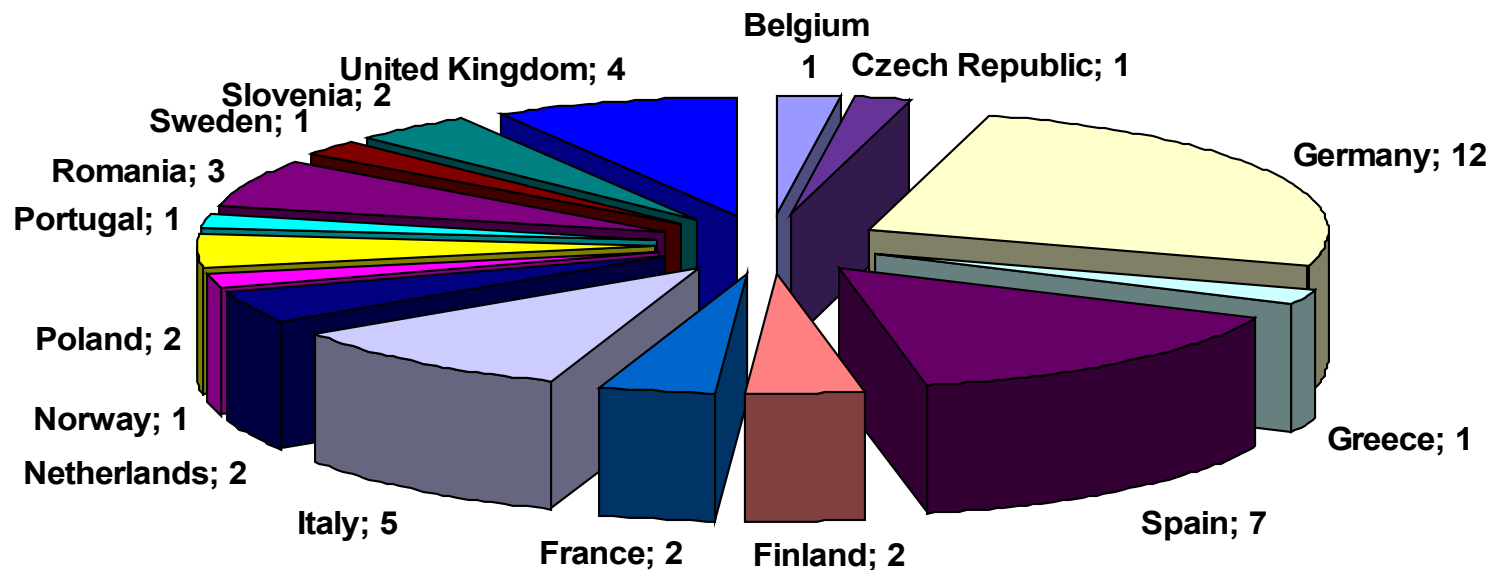 Belgium
1
Czech Republic; 1
Germany; 12
Greece; 1
Spain; 7
Finland; 2
France; 2
Italy; 5
Netherlands; 2
Norway; 1
Poland; 2
Portugal; 1
Romania; 3
Sweden; 1
Slovenia; 2
United Kingdom; 4